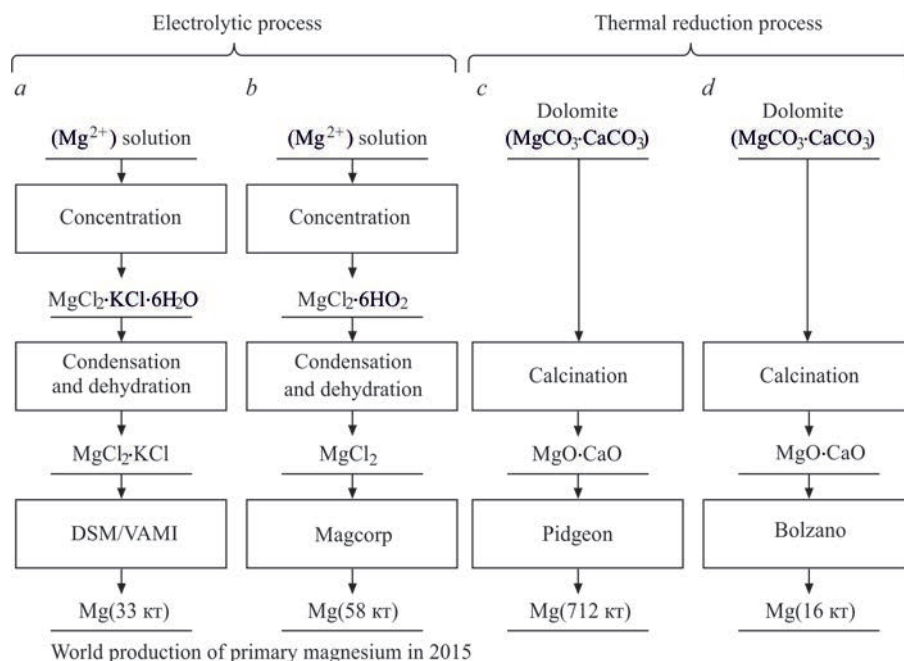 Electrolytic process
Thermal reduction process
a
b
c
d
(Mg²⁺) solution
(Mg²⁺) solution
Dolomite
(MgCO₃·CaCO₃)
Dolomite
(MgCO₃·CaCO₃)
Concentration
Concentration
MgCl₂·KCl·6H₂O
MgCl₂·6HO₂
Condensation
and dehydration
Condensation
and dehydration
Calcination
Calcination
MgCl₂·KCl
MgCl₂
MgO·CaO
MgO·CaO
DSM/VAMI
Magcorp
Pidgeon
Bolzano
Mg(33 кт)
Mg(58 кт)
Mg(712 кт)
Mg(16 кт)
World production of primary magnesium in 2015